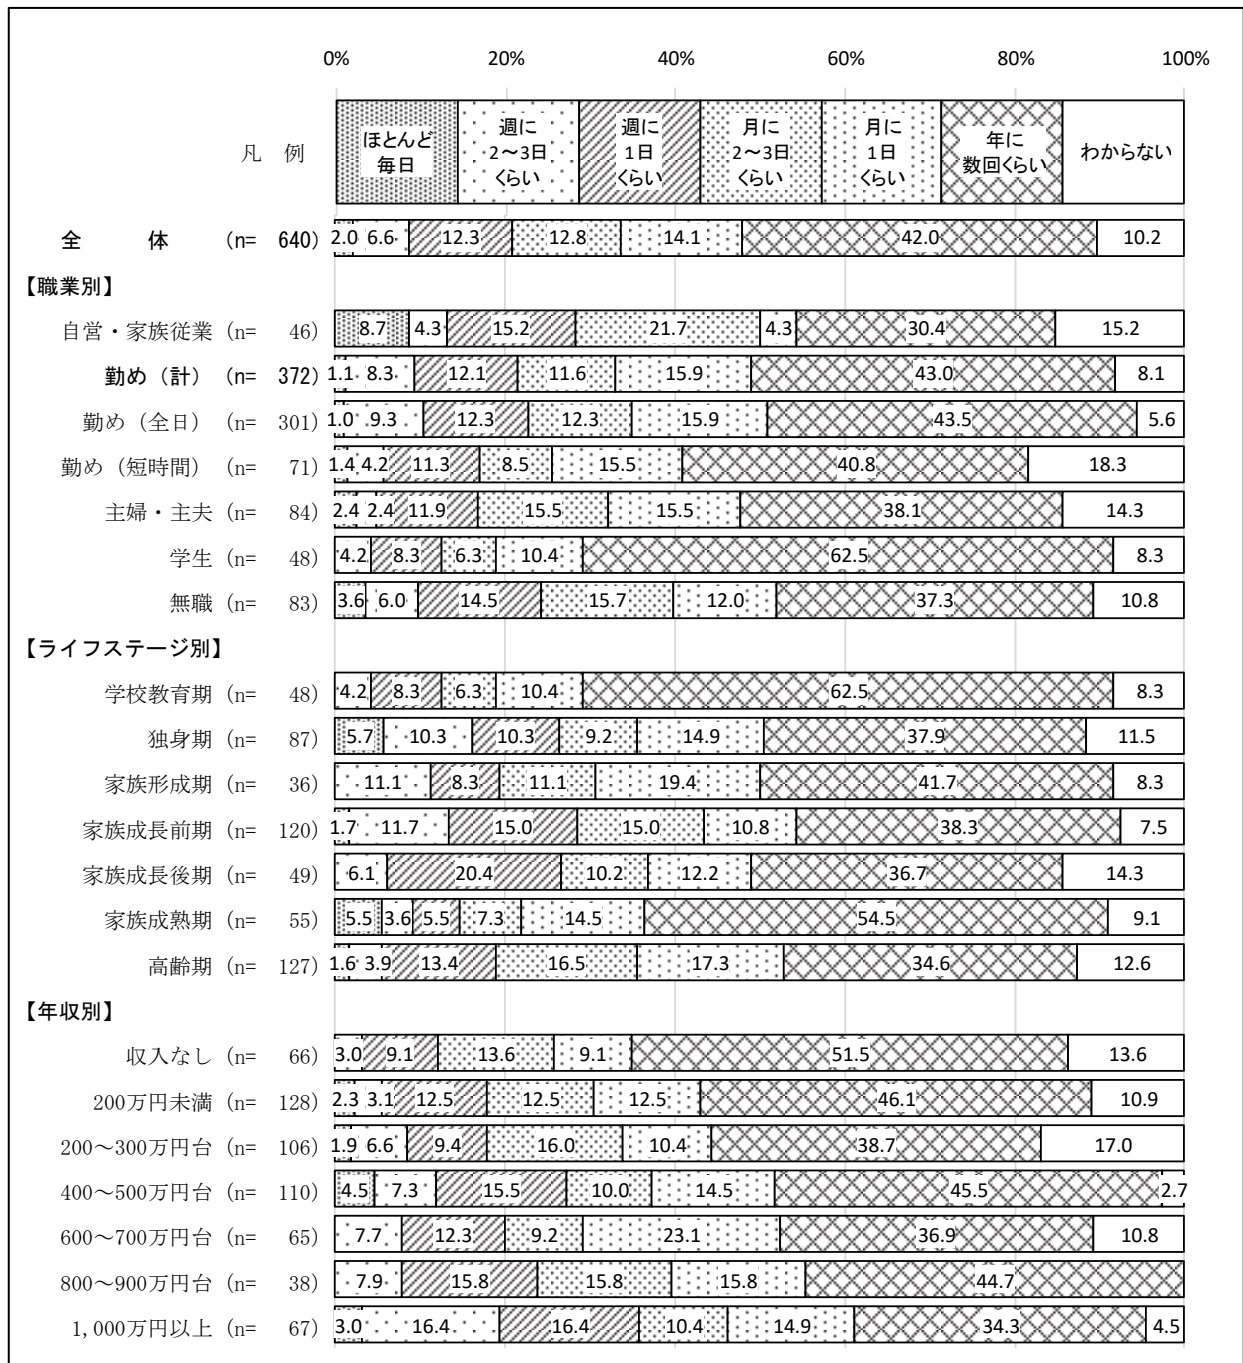 0% 20% 40% 60% 80% 100%
凡 例
ほとんど
毎日
週に
2～3日
くらい
週に
1日
くらい
月に
2～3日
くらい
月に
1日
くらい
年に
数回くらい
わからない
全 体 (n= 640) 2.0 6.6 12.3 12.8 14.1 42.0 10.2
【職業別】
自営・家族従業 (n= 46) 8.7 4.3 15.2 21.7 4.3 30.4 15.2
勤め（計） (n= 372) 1.1 8.3 12.1 11.6 15.9 43.0 8.1
勤め（全日） (n= 301) 1.0 9.3 12.3 12.3 15.9 43.5 5.6
勤め（短時間） (n= 71) 1.4 4.2 11.3 8.5 15.5 40.8 18.3
主婦・主夫 (n= 84) 2.4 2.4 11.9 15.5 15.5 38.1 14.3
学生 (n= 48) 4.2 8.3 6.3 10.4 62.5 8.3
無職 (n= 83) 3.6 6.0 14.5 15.7 12.0 37.3 10.8
【ライフステージ別】
学校教育期 (n= 48) 4.2 8.3 6.3 10.4 62.5 8.3
独身期 (n= 87) 5.7 10.3 10.3 9.2 14.9 37.9 11.5
家族形成期 (n= 36) 11.1 8.3 11.1 19.4 41.7 8.3
家族成長前期 (n= 120) 1.7 11.7 15.0 15.0 10.8 38.3 7.5
家族成長後期 (n= 49) 6.1 20.4 10.2 12.2 36.7 14.3
家族成熟期 (n= 55) 5.5 3.6 5.5 7.3 14.5 54.5 9.1
高齢期 (n= 127) 1.6 3.9 13.4 16.5 17.3 34.6 12.6
【年収別】
収入なし (n= 66) 3.0 9.1 13.6 9.1 51.5 13.6
200万円未満 (n= 128) 2.3 3.1 12.5 12.5 12.5 46.1 10.9
200～300万円台 (n= 106) 1.9 6.6 9.4 16.0 10.4 38.7 17.0
400～500万円台 (n= 110) 4.5 7.3 15.5 10.0 14.5 45.5 2.7
600～700万円台 (n= 65) 7.7 12.3 9.2 23.1 36.9 10.8
800～900万円台 (n= 38) 7.9 15.8 15.8 15.8 44.7
1,000万円以上 (n= 67) 3.0 16.4 16.4 10.4 14.9 34.3 4.5